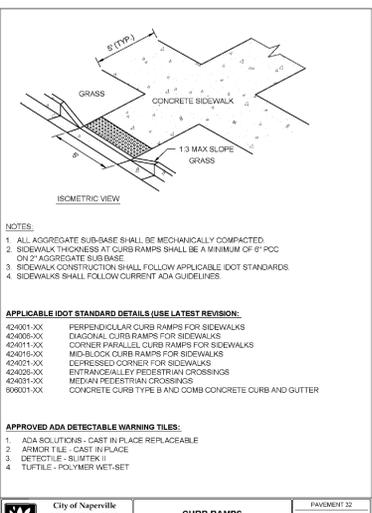 5' (TYP.)
GRASS
CONCRETE SIDEWALK
1:3 MAX SLOPE
GRASS
ISOMETRIC VIEW
NOTES:
1. ALL AGGREGATE SUB-BASE SHALL BE MECHANICALLY COMPACTED.
2. SIDEWALK THICKNESS AT CURB RAMPS SHALL BE A MINIMUM OF 6" PCC
ON 2" AGGREGATE SUB BASE.
3. SIDEWALK CONSTRUCTION SHALL FOLLOW APPLICABLE IDOT STANDARDS.
4. SIDEWALKS SHALL FOLLOW CURRENT ADA GUIDELINES.
APPLICABLE IDOT STANDARD DETAILS (USE LATEST REVISION:
424001-XX PERPENDICULAR CURB RAMPS FOR SIDEWALKS
424006-XX DIAGONAL CURB RAMPS FOR SIDEWALKS
424011-XX CORNER PARALLEL CURB RAMPS FOR SIDEWALKS
424016-XX MID-BLOCK CURB RAMPS FOR SIDEWALKS
424021-XX DEPRESSED CORNER FOR SIDEWALKS
424026-XX ENTRANCE/ALLEY PEDESTRIAN CROSSINGS
424031-XX MEDIAN PEDESTRIAN CROSSINGS
606001-XX CONCRETE CURB TYPE B AND COMB CONCRETE CURB AND GUTTER
APPROVED ADA DETECTABLE WARNING TILES:
1. ADA SOLUTIONS - CAST IN PLACE REPLACEABLE
2. ARMOR TILE - CAST IN PLACE
3. DETECTILE - SLIMTEK II
4. TUFTILE - POLYMER WET-SET
City of Naperville
CURB RAMPS
PAVEMENT 32